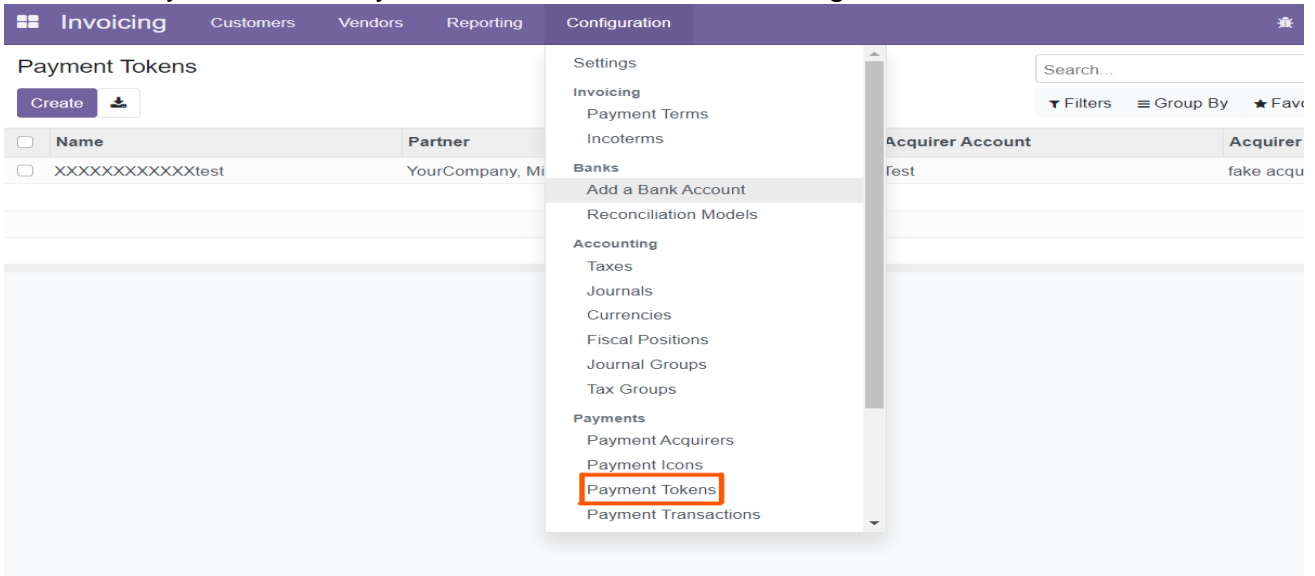 Invoicing Customers Vendors Reporting Configuration
Payment Tokens
Create
Search...
Filters Group By
Name Partner Acquirer Account Acquirer
XXXXXXXXXXXXtest YourCompany, Mi Test fake acqu
Settings
Invoicing
Payment Terms
Incoterms
Banks
Add a Bank Account
Reconciliation Models
Accounting
Taxes
Journals
Currencies
Fiscal Positions
Journal Groups
Tax Groups
Payments
Payment Acquirers
Payment Icons
Payment Tokens
Payment Transactions